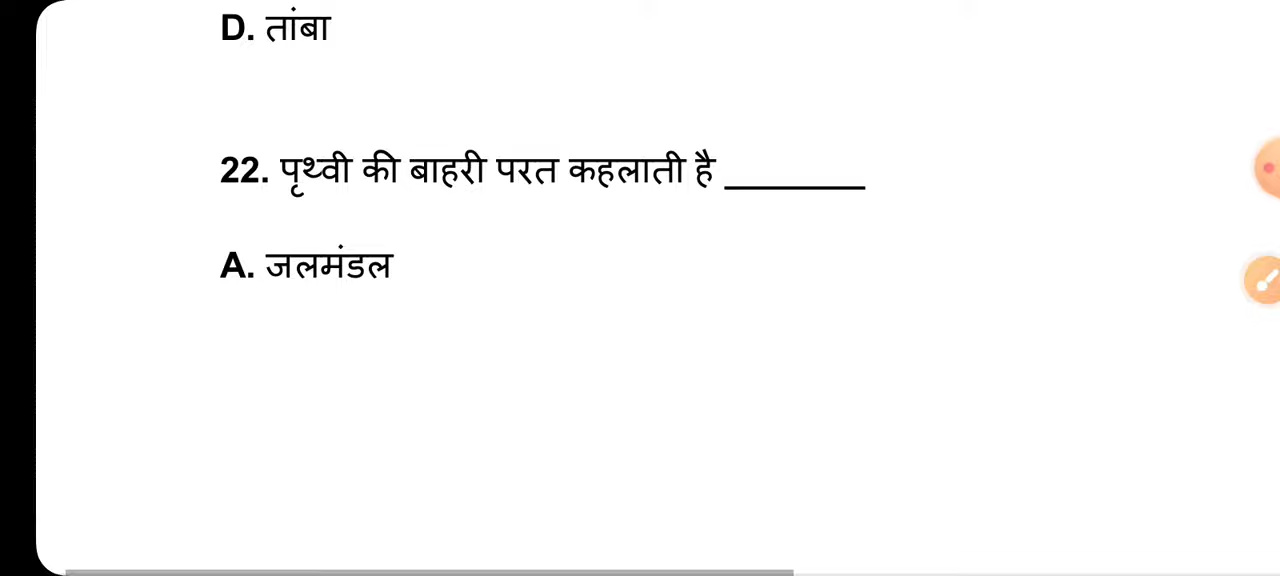 D. तांबा
22. पृथ्वी की बाहरी परत कहलाती है ________
A. जलमंडल